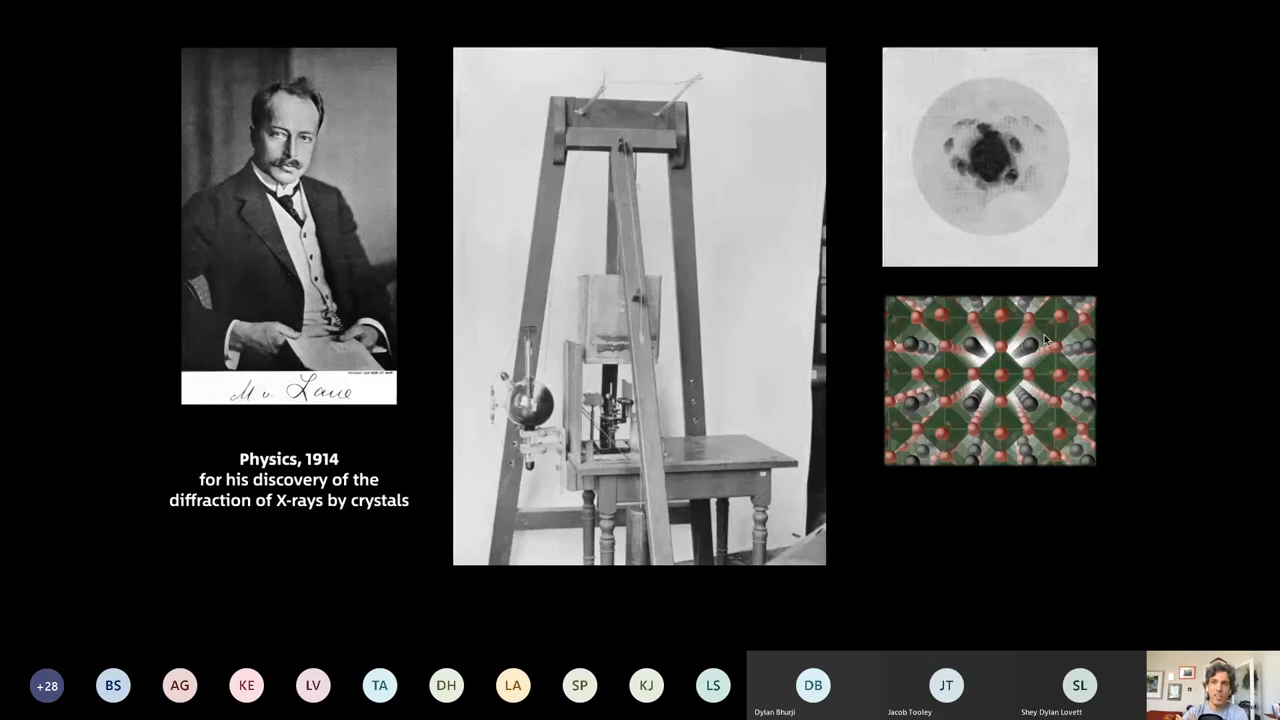 M. v. Laue
Physics, 1914
for his discovery of the
diffraction of X-rays by crystals
+28
BS
AG
KE
LV
TA
DH
LA
SP
KJ
LS
DB
JT
SL
Dylan Bhurji
Jacob Tooley
Shey Dylan Lovett